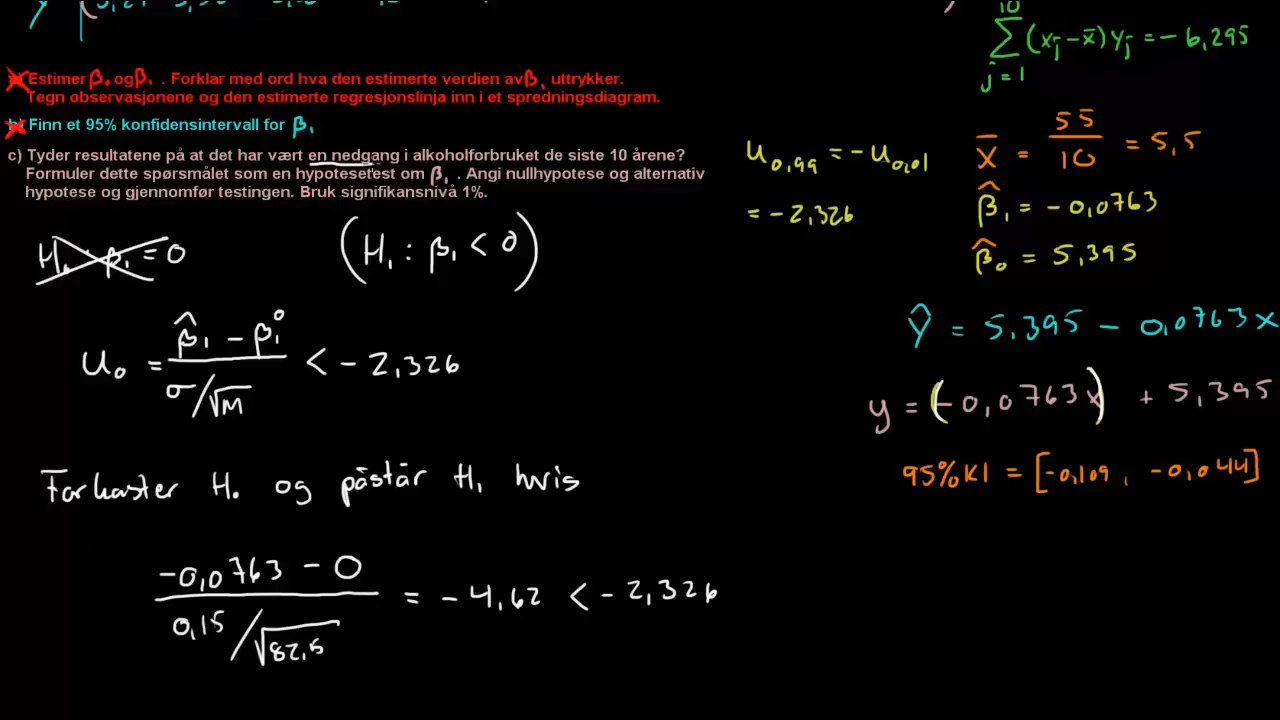 10
∑ (xj - x̄) Yj = - 6,295
j = 1
a) Estimer β₀ og β₁ . Forklar med ord hva den estimerte verdien av β₁ uttrykker.
Tegn observasjonene og den estimerte regresjonslinja inn i et spredningsdiagram.
b) Finn et 95% konfidensintervall for β₁
c) Tyder resultatene på at det har vært en nedgang i alkoholforbruket de siste 10 årene?
Formuler dette spørsmålet som en hypotesetest om β₁ . Angi nullhypotese og alternativ
hypotese og gjennomfør testingen. Bruk signifikansnivå 1%.
u0,99 = - u0,01
= - 2,326
x̄ = 55/10 = 5,5
β̂₁ = - 0,0763
β̂₀ = 5,395
H₀ : β₁ = 0
(H₁ : β₁ < 0)
Ŷ = 5,395 - 0,0763x
U₀ = (β̂₁ - β₁⁰) / (σ/√M) < - 2,326
y = (- 0,0763x) + 5,395
95% KI = [-0,109 , -0,044]
Forkaster H₀ og påstår H₁ hvis
(-0,0763 - 0) / (0,15/√82,5) = - 4,62 < - 2,326